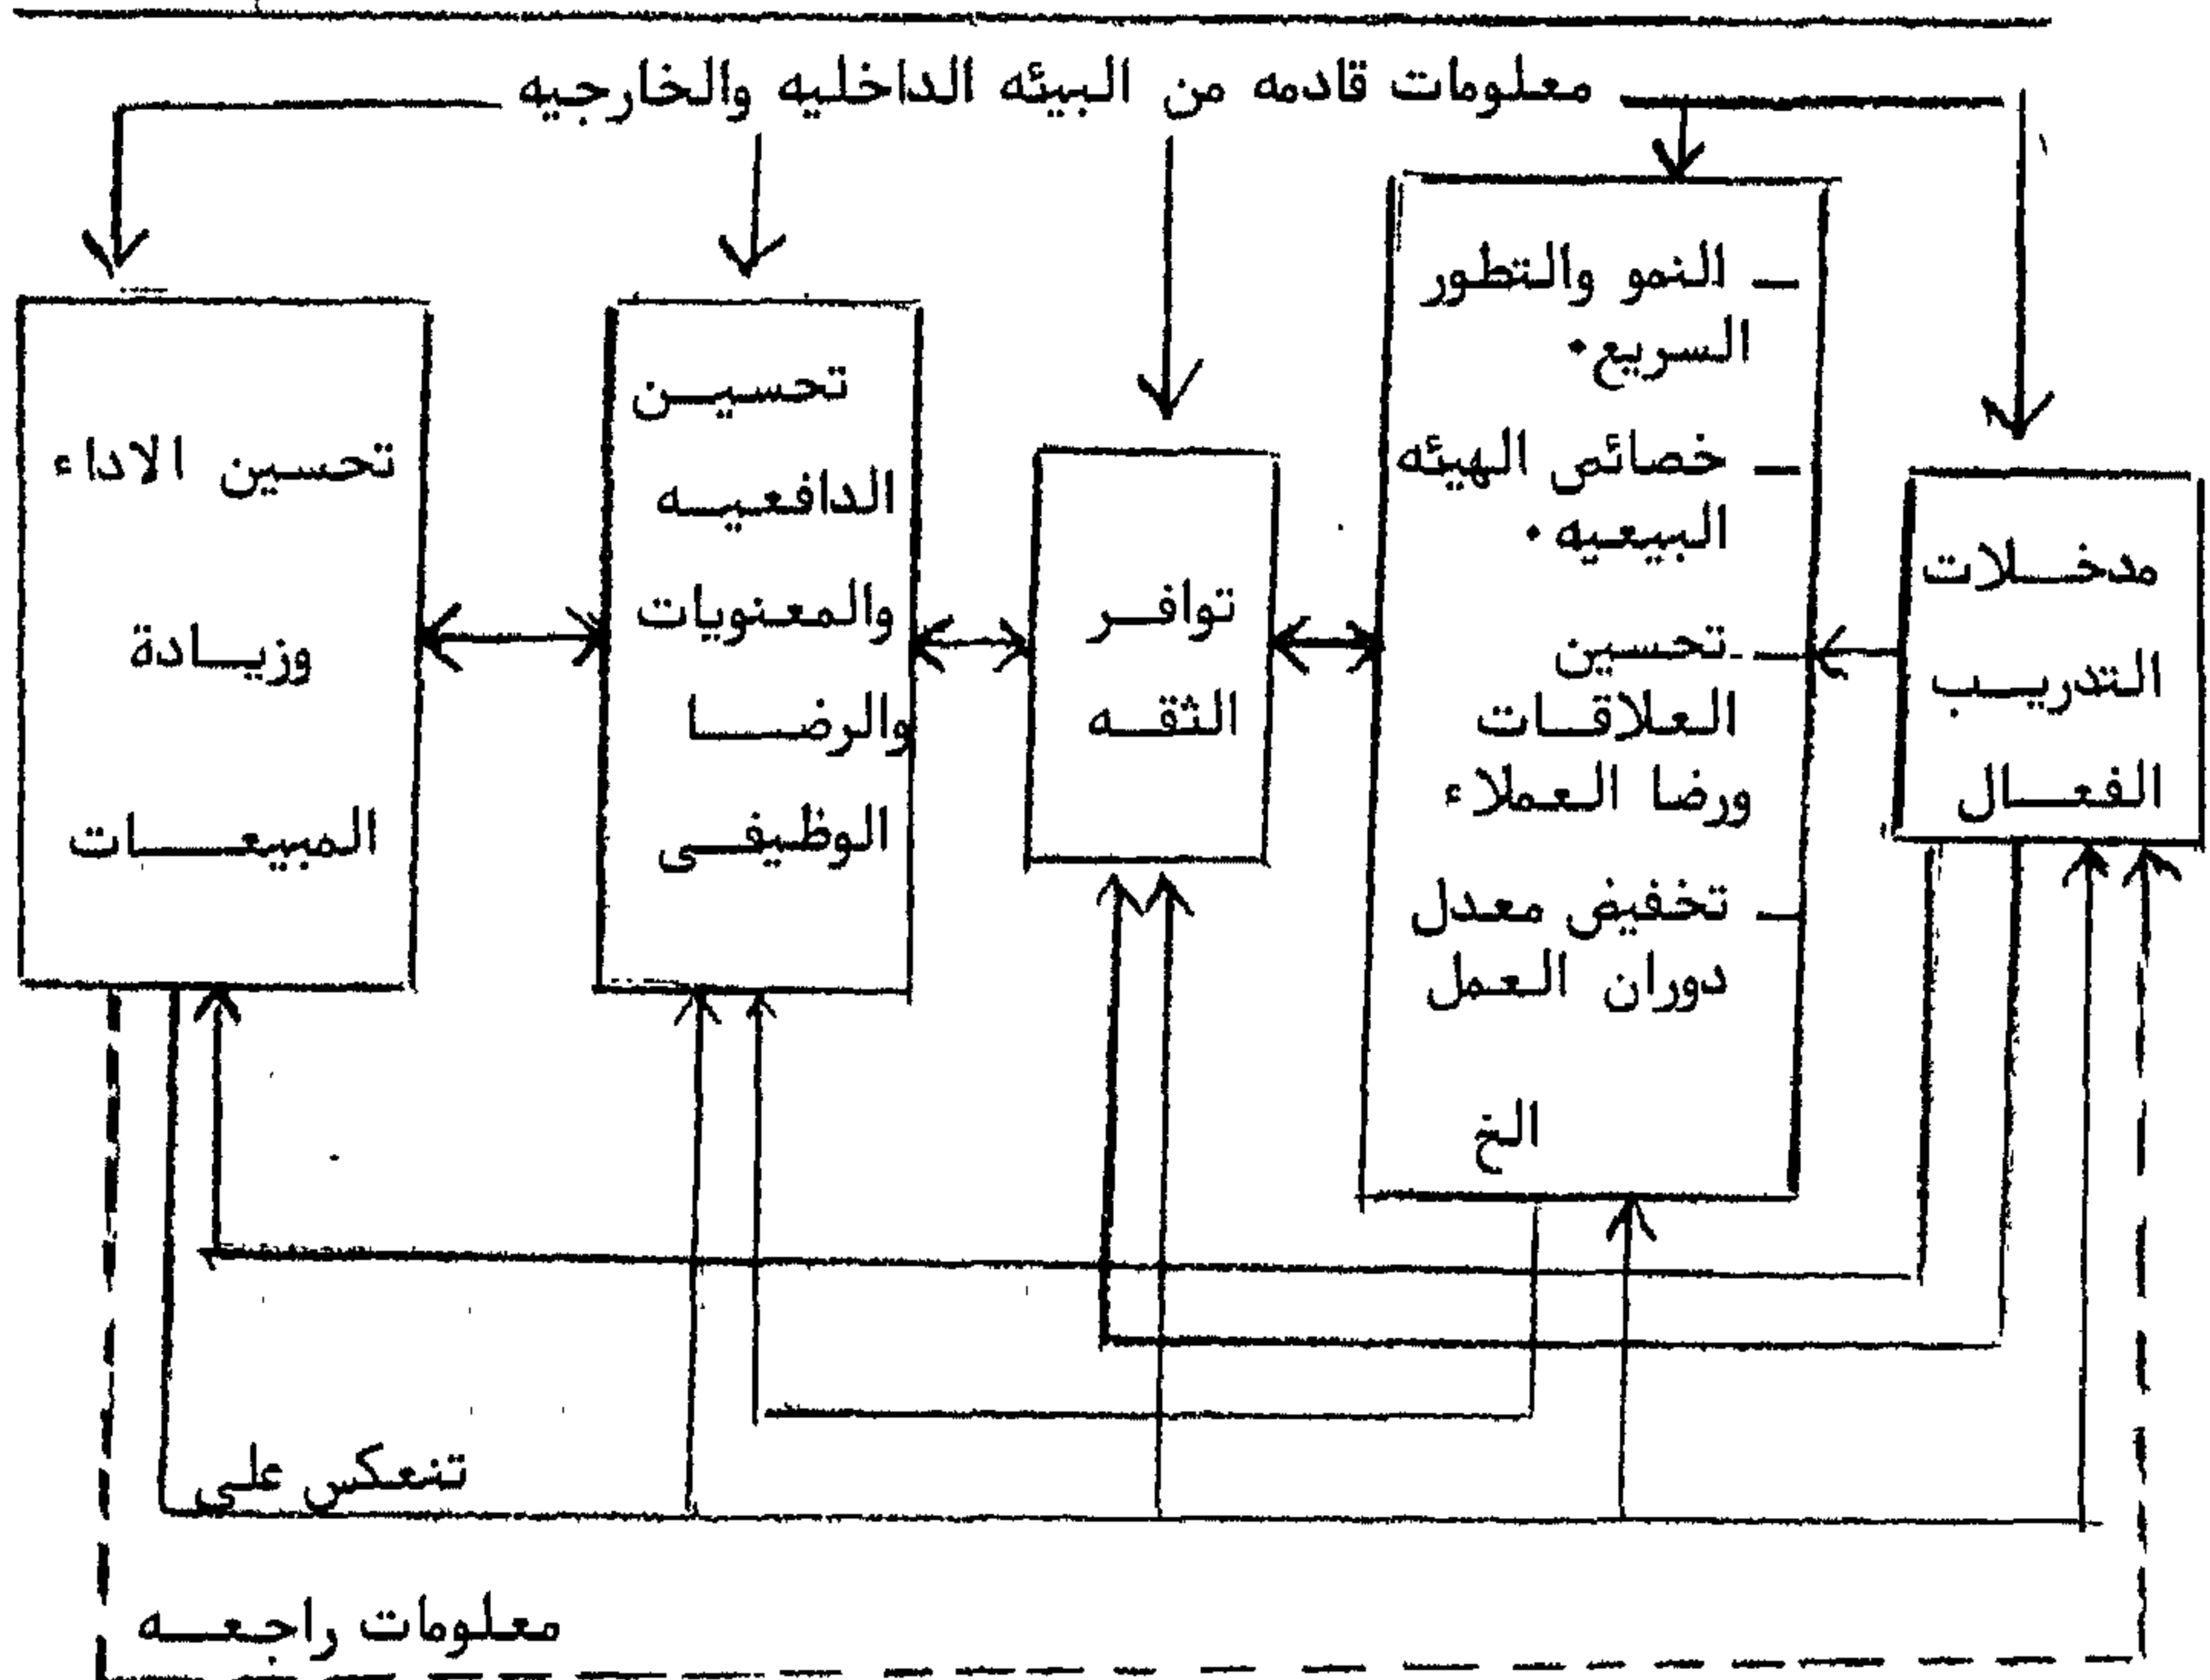 معلومات قادمه من البيئه الداخليه والخارجيه
مدخلات
التدريب
الفعال
– النمو والتطور
السريع.
– خصائص الهيئه
البيعيه.
– تحسين
العلاقات
ورضا العملاء
– تخفيض معدل
دوران العمل
الخ
توافر
الثقه
تحسين
الدافعيه
والمعنويات
والرضا
الوظيفى
تحسين الاداء
وزيادة
المبيعات
تنعكس على
معلومات راجعه